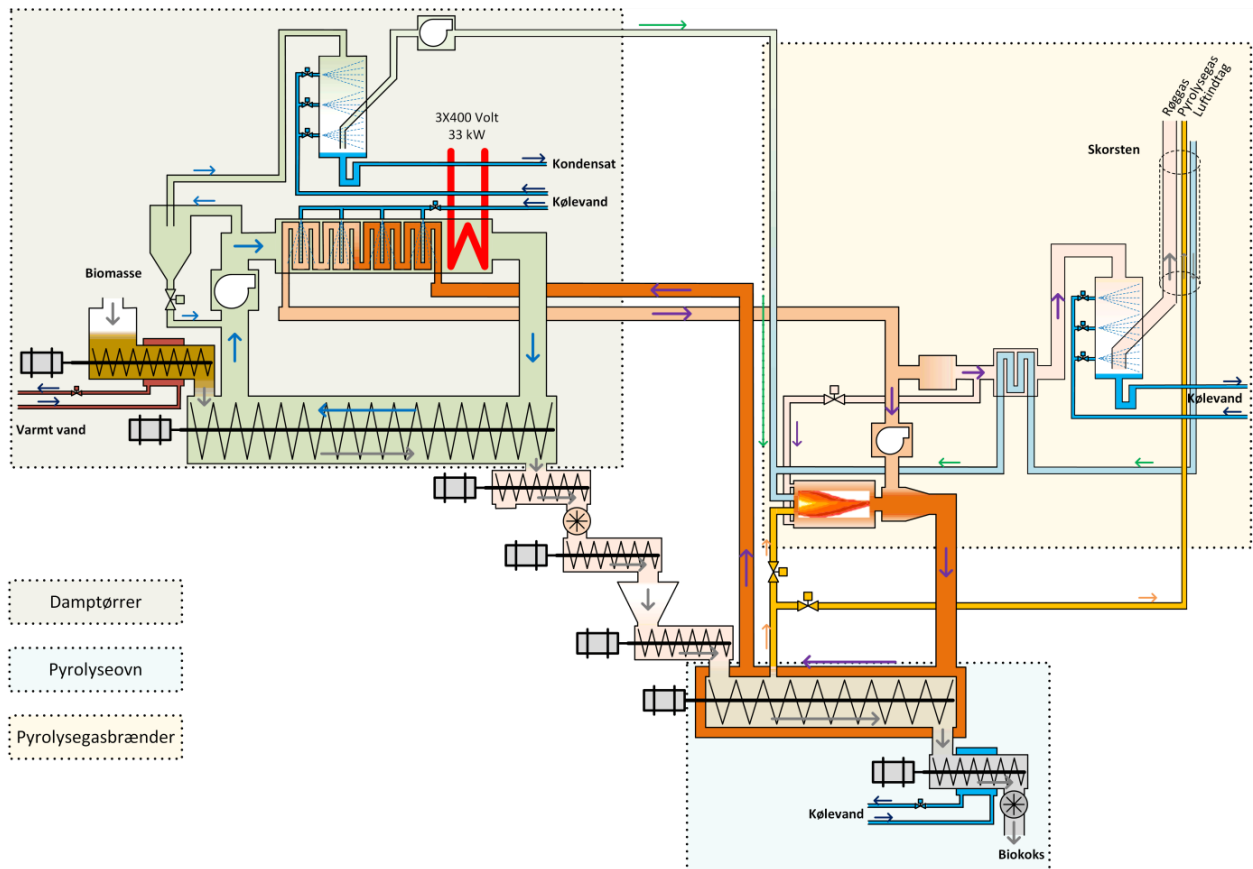 3X400 Volt
33 kW
Kondensat
Kølevand
Biomasse
Varmt vand
Røggas
Pyrolysegas
Luftindtag
Skorsten
Kølevand
Damptørrer
Pyrolyseovn
Pyrolysegasbrænder
Kølevand
Biokoks